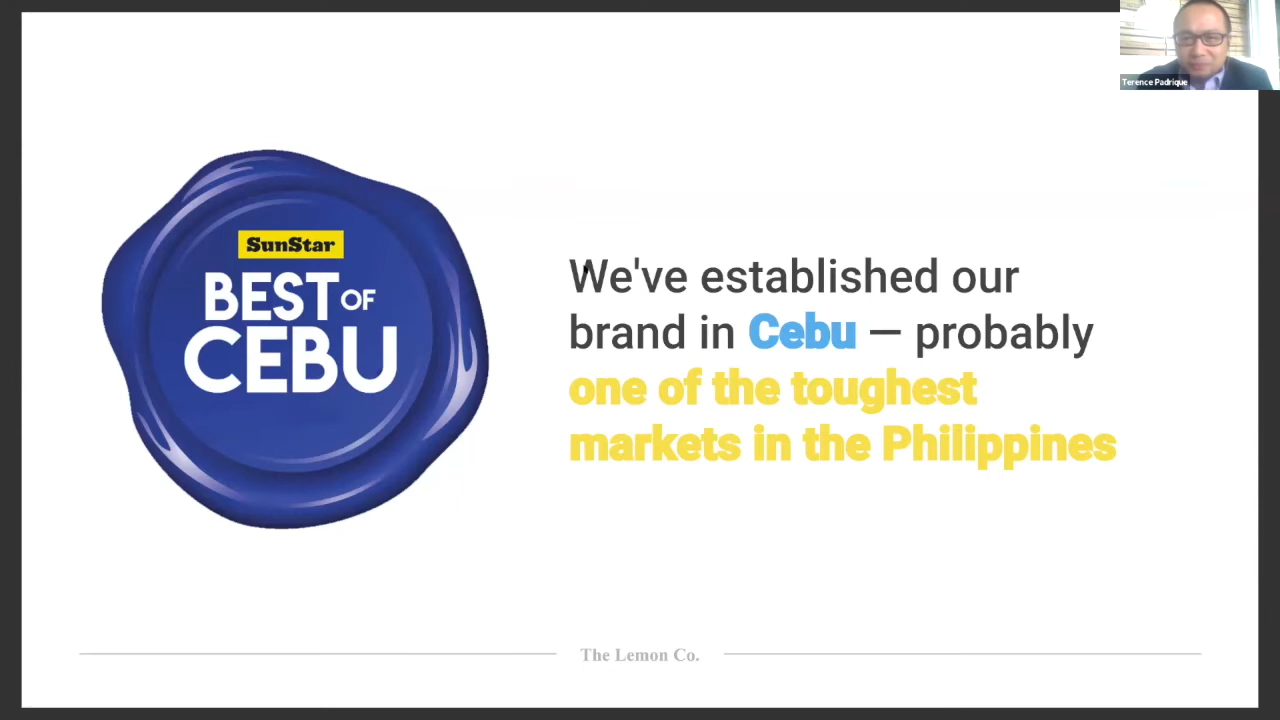 Terence Padrique
SunStar
BEST OF
CEBU
We've established our
brand in Cebu — probably
one of the toughest
markets in the Philippines
The Lemon Co.